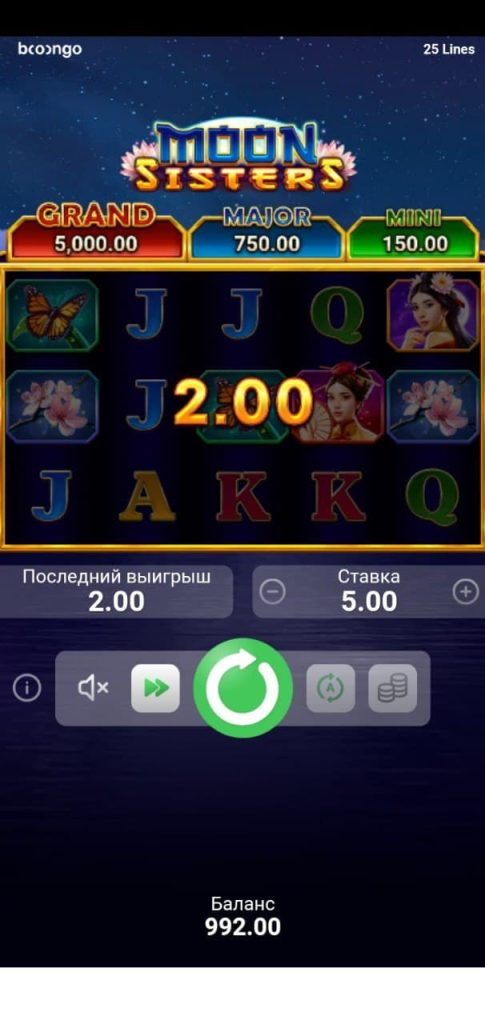 booongo
25 Lines
MOON
SISTERS
GRAND
MAJOR
MINI
5,000.00
750.00
150.00
J J Q
J
2.00
J A K K Q
Последний выигрыш
2.00
Ставка
5.00
A
Баланс
992.00